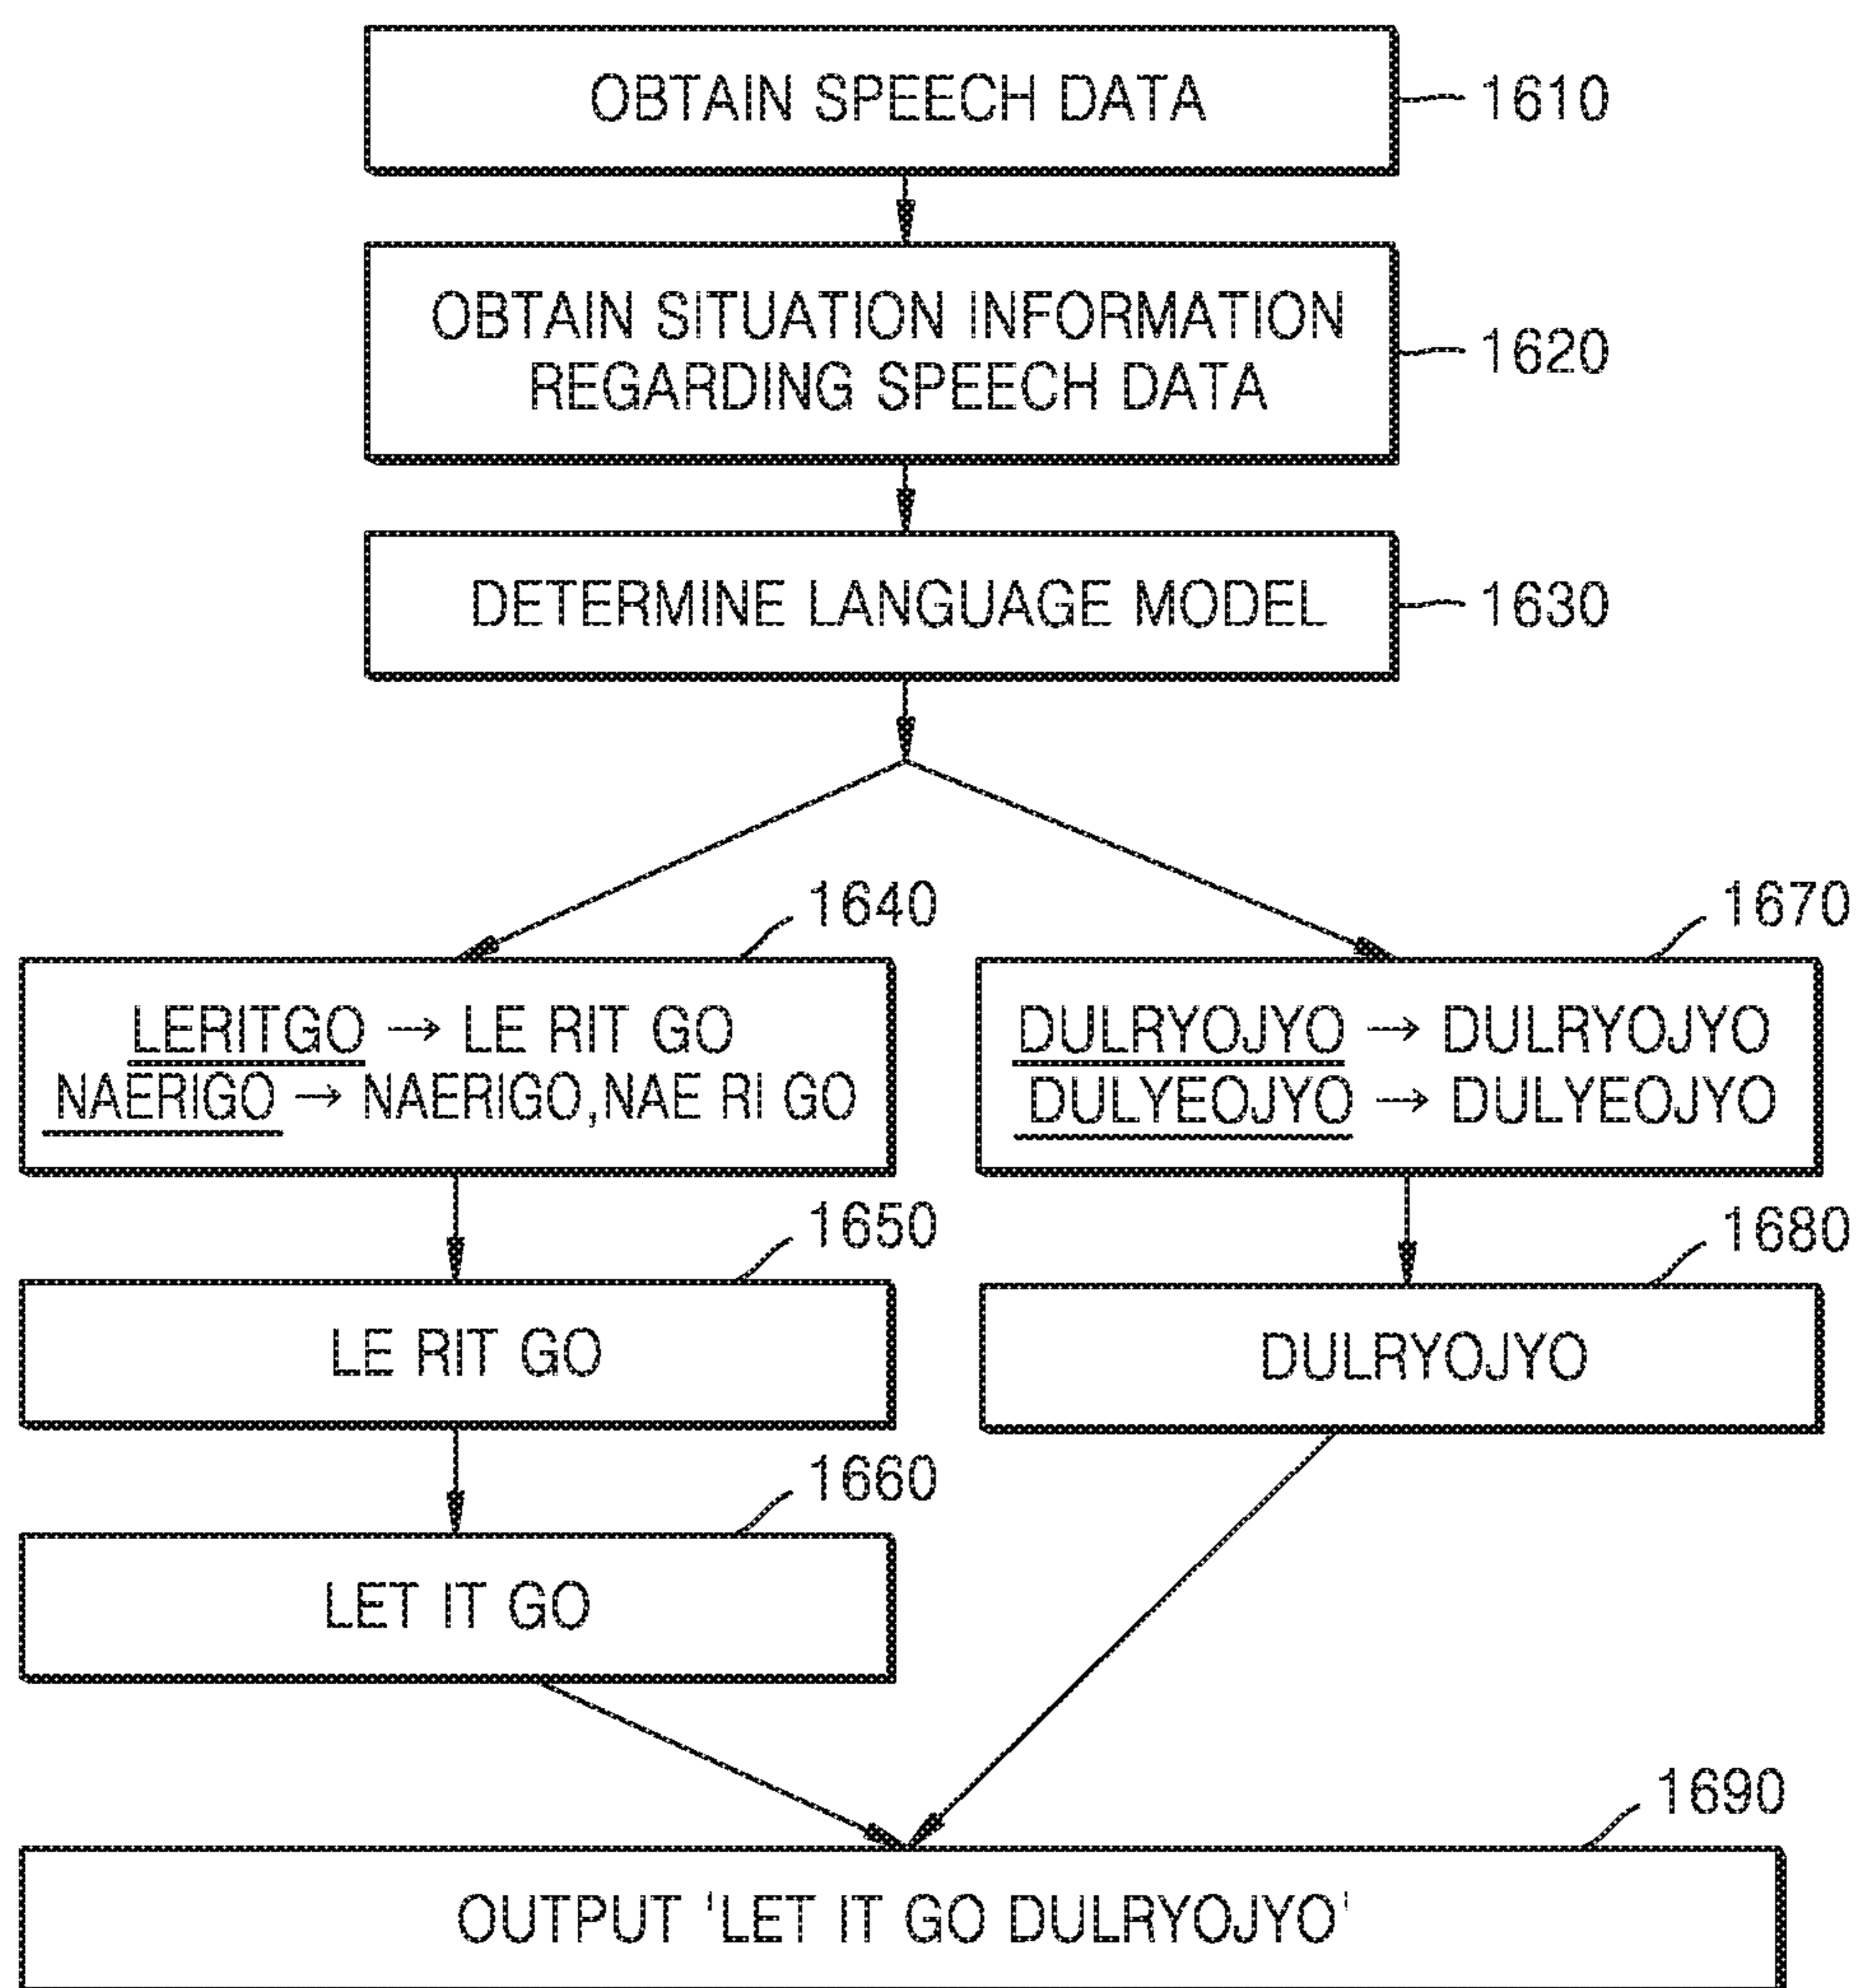 OBTAIN SPEECH DATA
1610
OBTAIN SITUATION INFORMATION
REGARDING SPEECH DATA
1620
DETERMINE LANGUAGE MODEL
1630
1640
LERITGO → LE RIT GO
NAERIGO → NAERIGO,NAE RI GO
1670
DULRYOJYO → DULRYOJYO
DULYEOJYO → DULYEOJYO
1650
LE RIT GO
1680
DULRYOJYO
1660
LET IT GO
1690
OUTPUT 'LET IT GO DULRYOJYO'